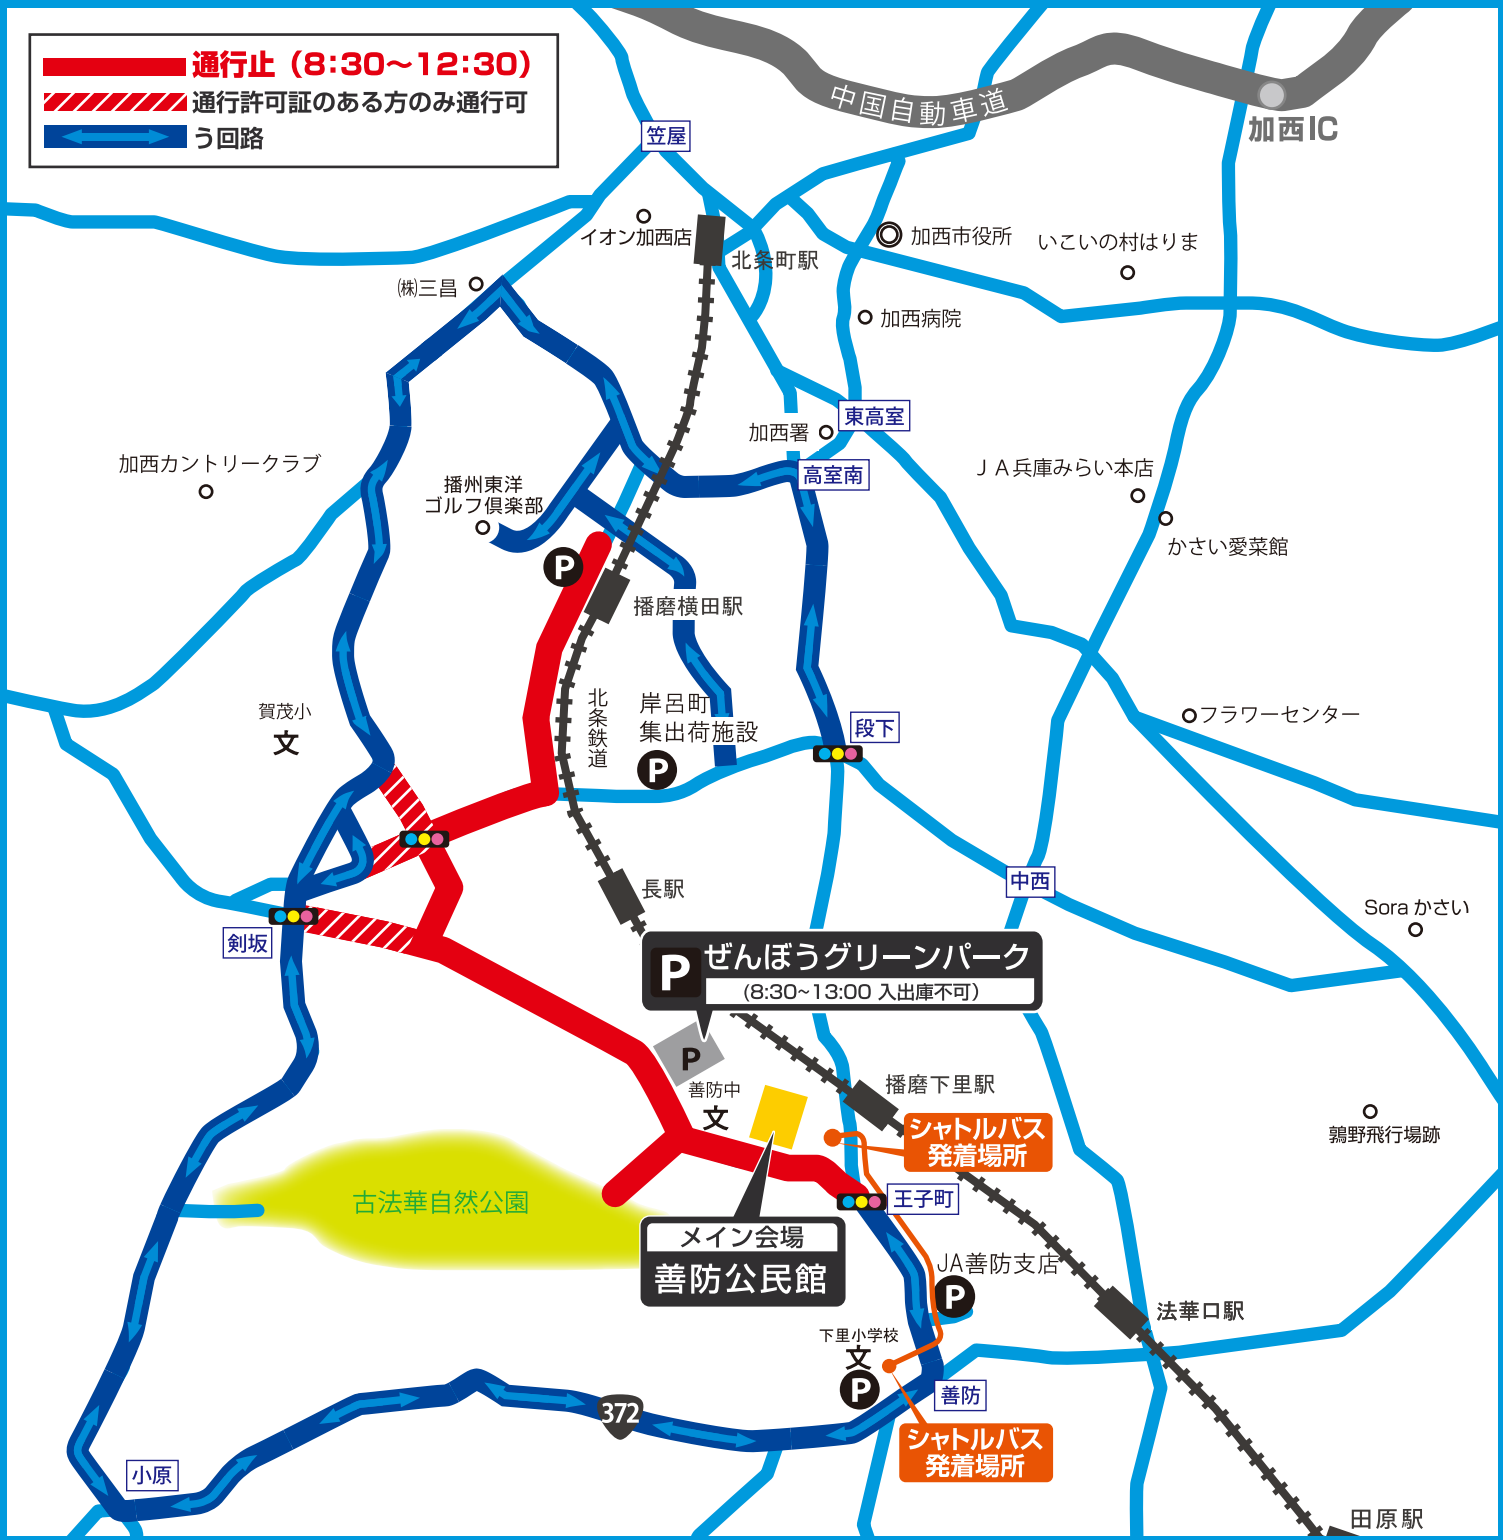 通行止（8:30～12:30）
通行許可証のある方のみ通行可
う回路
中国自動車道
加西IC
笠屋
イオン加西店
北条町駅
加西市役所
いこいの村はりま
㈱三昌
加西病院
東高室
加西署
高室南
加西カントリークラブ
播州東洋
ゴルフ倶楽部
ＪＡ兵庫みらい本店
かさい愛菜館
P
播磨横田駅
北条鉄道
岸呂町
集出荷施設
P
賀茂小
文
段下
フラワーセンター
中西
長駅
Sora かさい
剣坂
P
ぜんぼうグリーンパーク
(8:30~13:00 入出庫不可)
P
善防中
文
播磨下里駅
シャトルバス
発着場所
鶉野飛行場跡
古法華自然公園
王子町
メイン会場
善防公民館
JA善防支店
P
法華口駅
下里小学校
文
P
善防
372
シャトルバス
発着場所
小原
田原駅